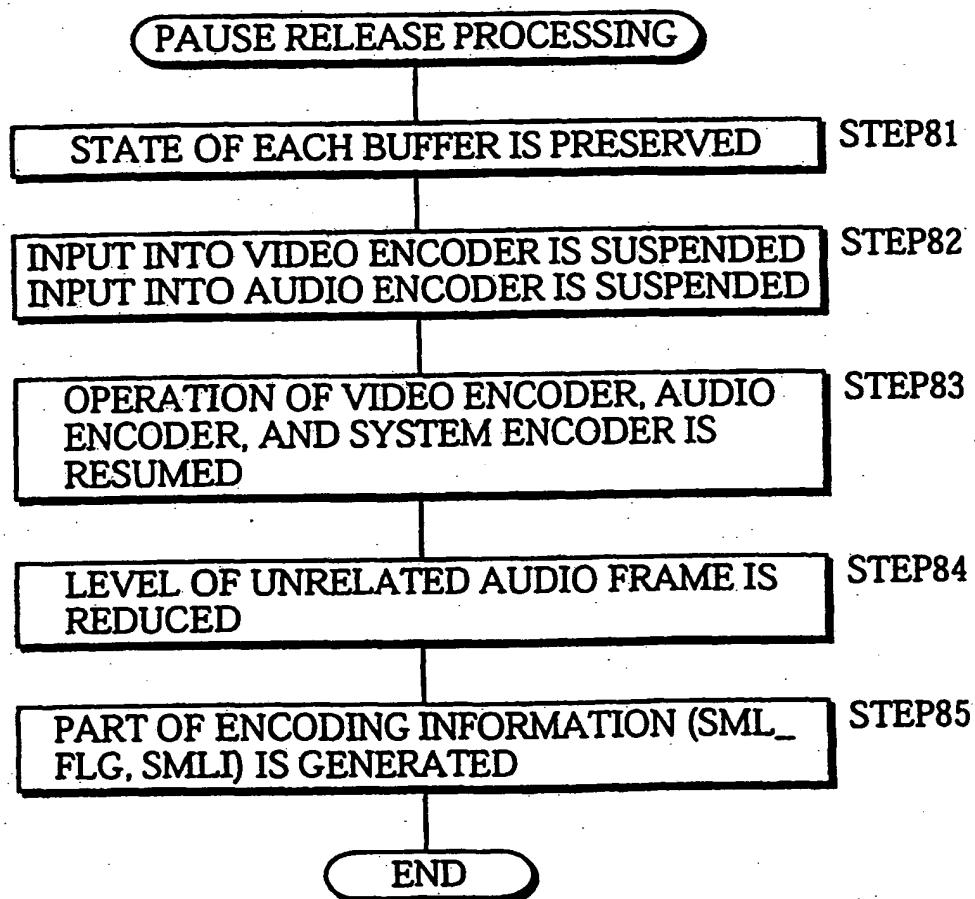 PAUSE RELEASE PROCESSING
STATE OF EACH BUFFER IS PRESERVED
STEP81
INPUT INTO VIDEO ENCODER IS SUSPENDED
INPUT INTO AUDIO ENCODER IS SUSPENDED
STEP82
OPERATION OF VIDEO ENCODER, AUDIO
ENCODER, AND SYSTEM ENCODER IS
RESUMED
STEP83
LEVEL OF UNRELATED AUDIO FRAME IS
REDUCED
STEP84
PART OF ENCODING INFORMATION (SML_
FLG, SMLI) IS GENERATED
STEP85
END